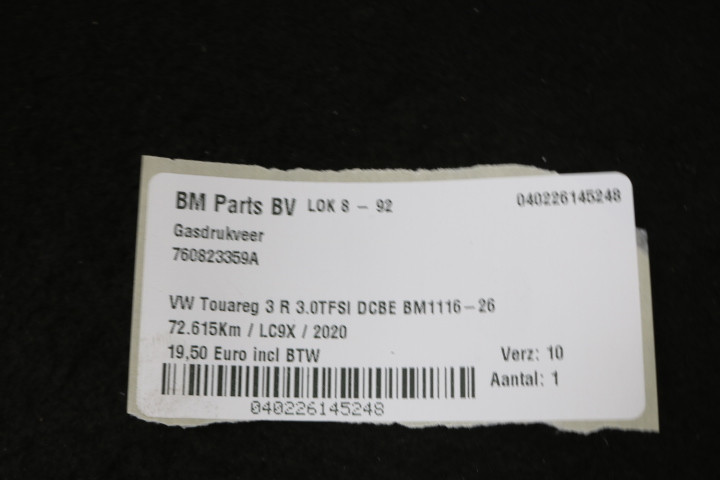 BM Parts BV LOK 8 - 92 040226145248
Gasdrukveer
760823359A
VW Touareg 3 R 3.0TFSI DCBE BM1116-26
72.615Km / LC9X / 2020
19,50 Euro incl BTW Verz: 10
Aantal: 1
040226145248